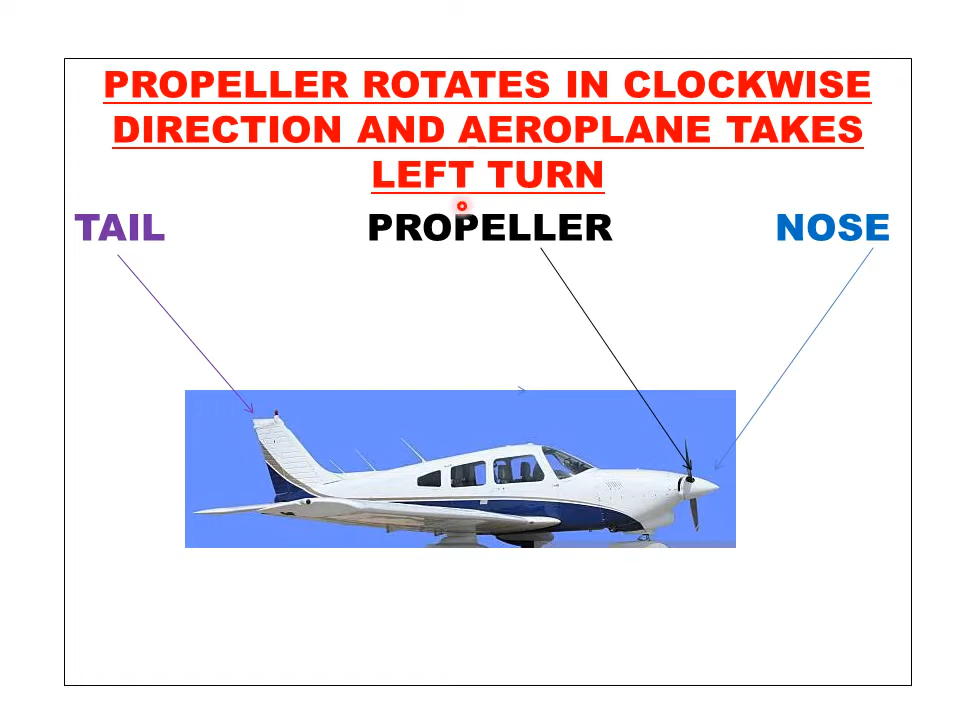 PROPELLER ROTATES IN CLOCKWISE
DIRECTION AND AEROPLANE TAKES
LEFT TURN
TAIL PROPELLER NOSE